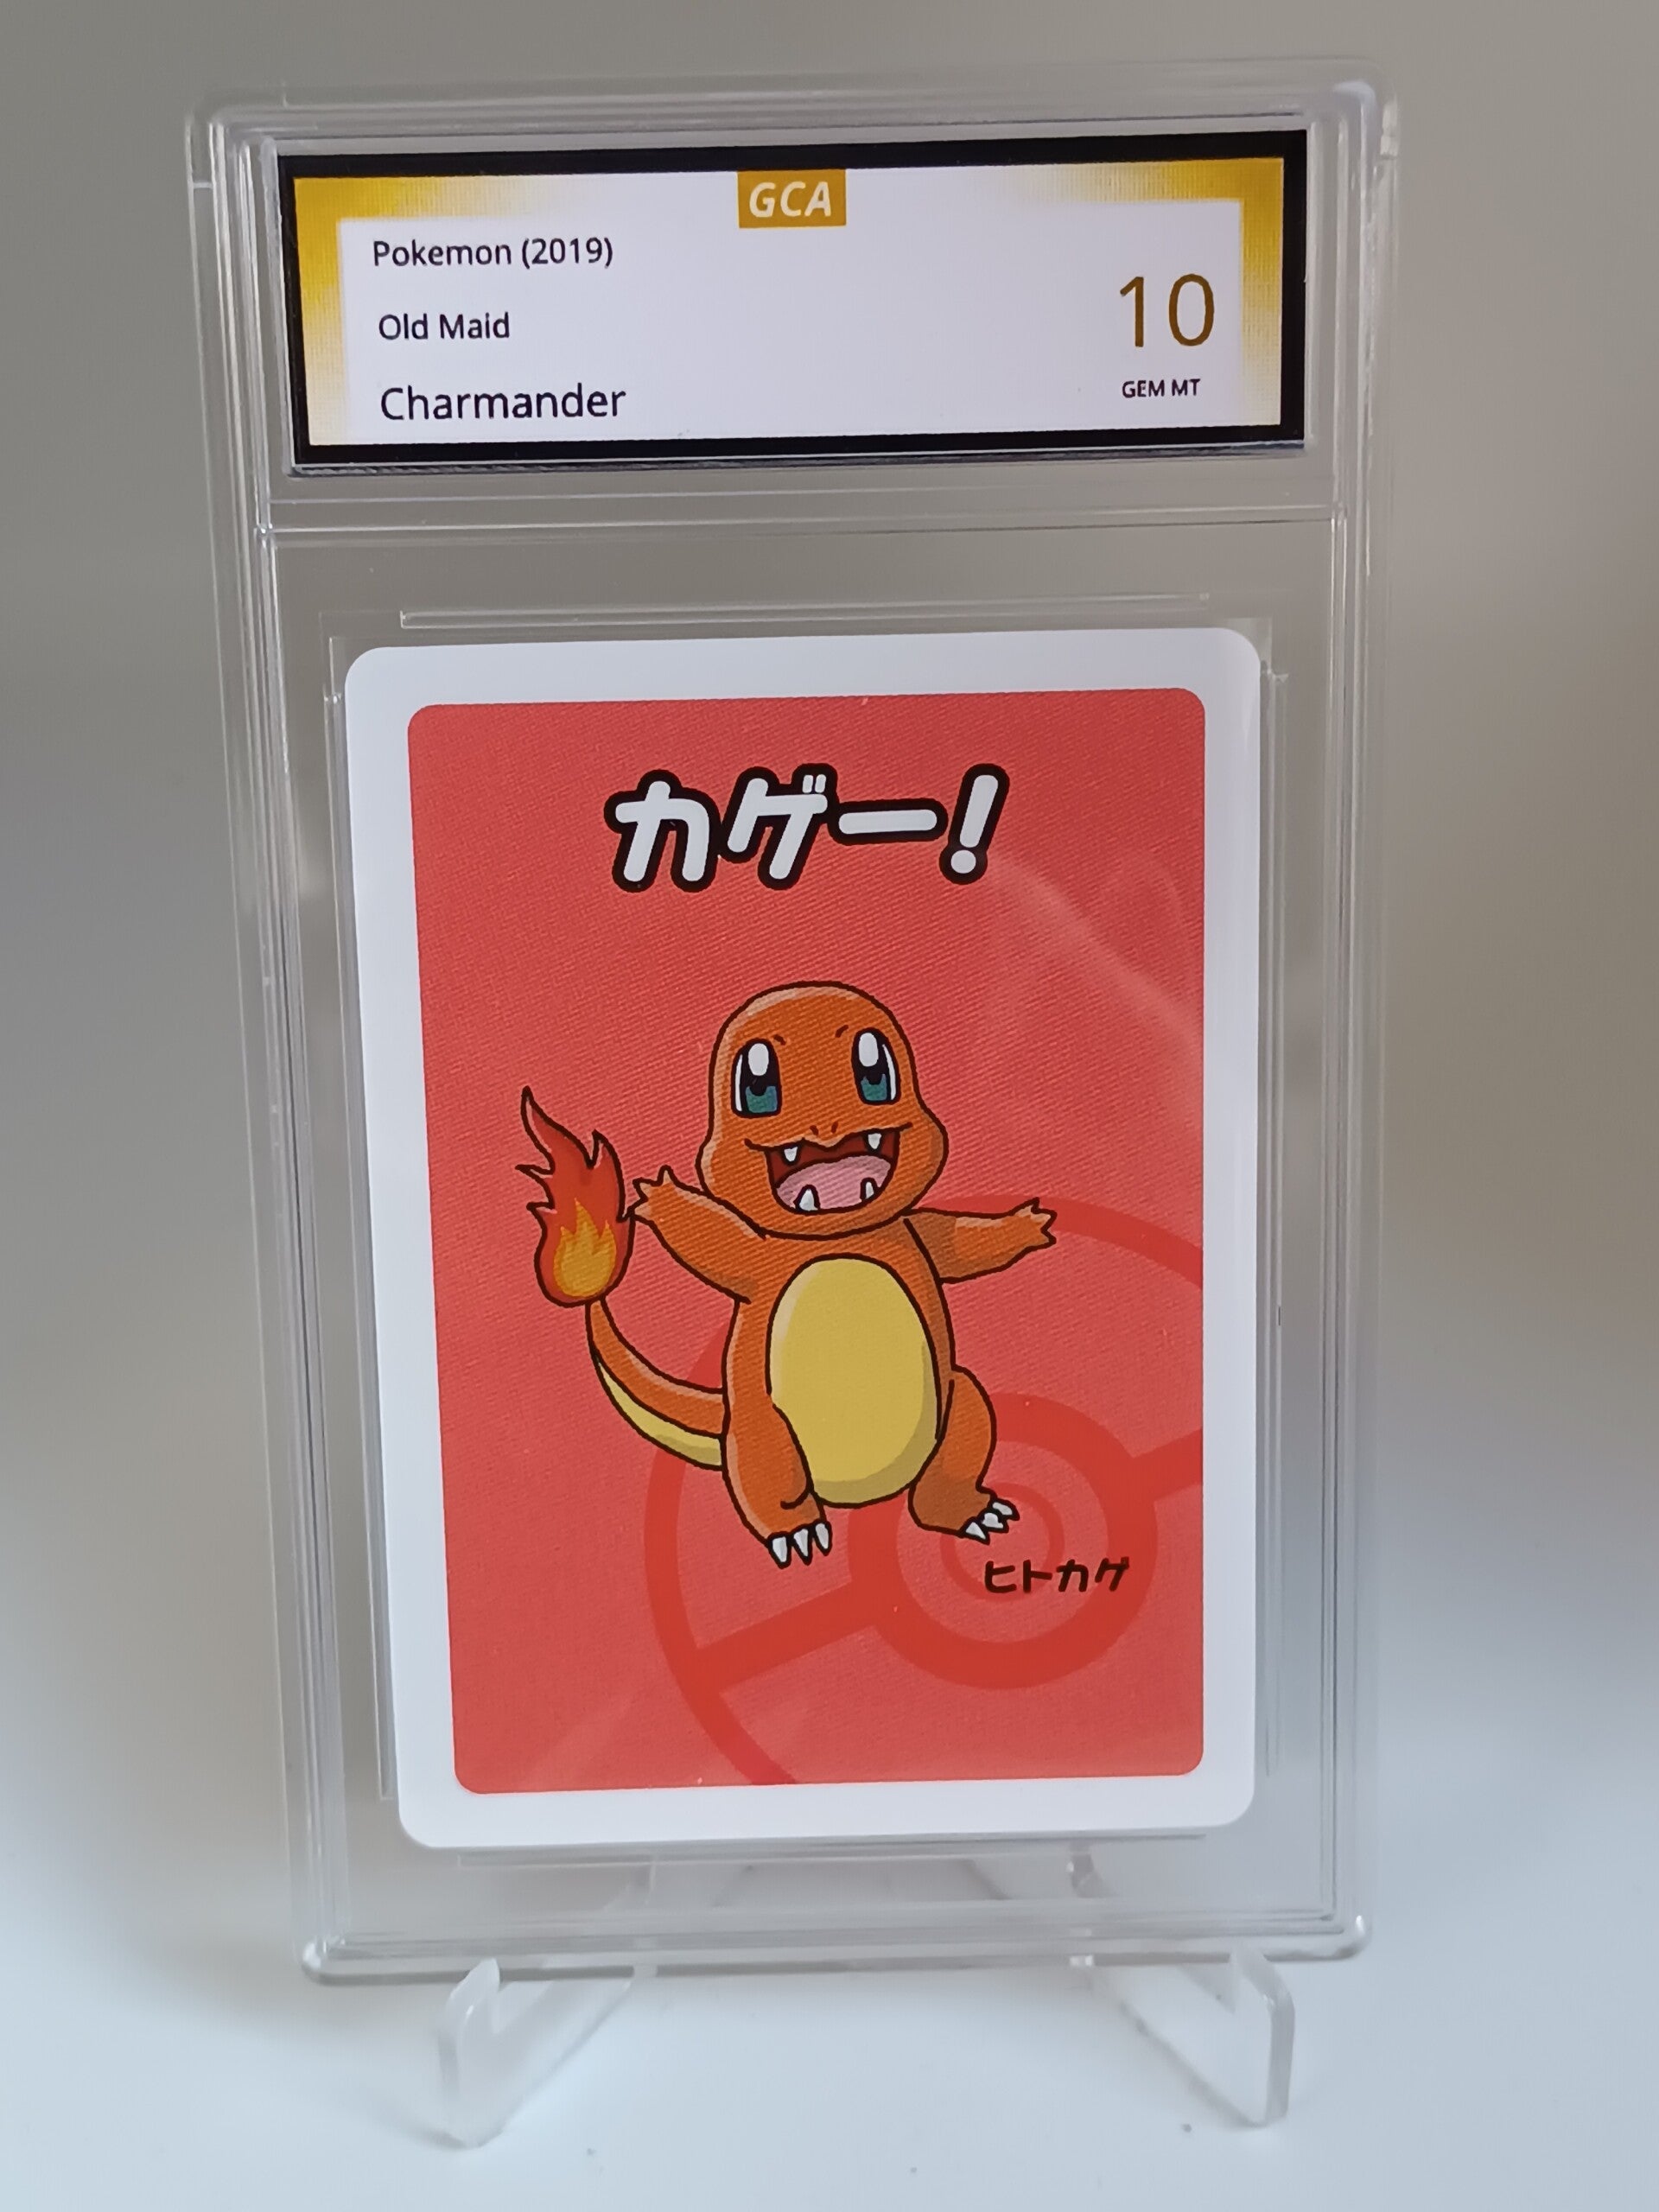 GCA
Pokemon (2019)
Old Maid
Charmander
10
GEM MT
カゲー!
ヒトカゲ